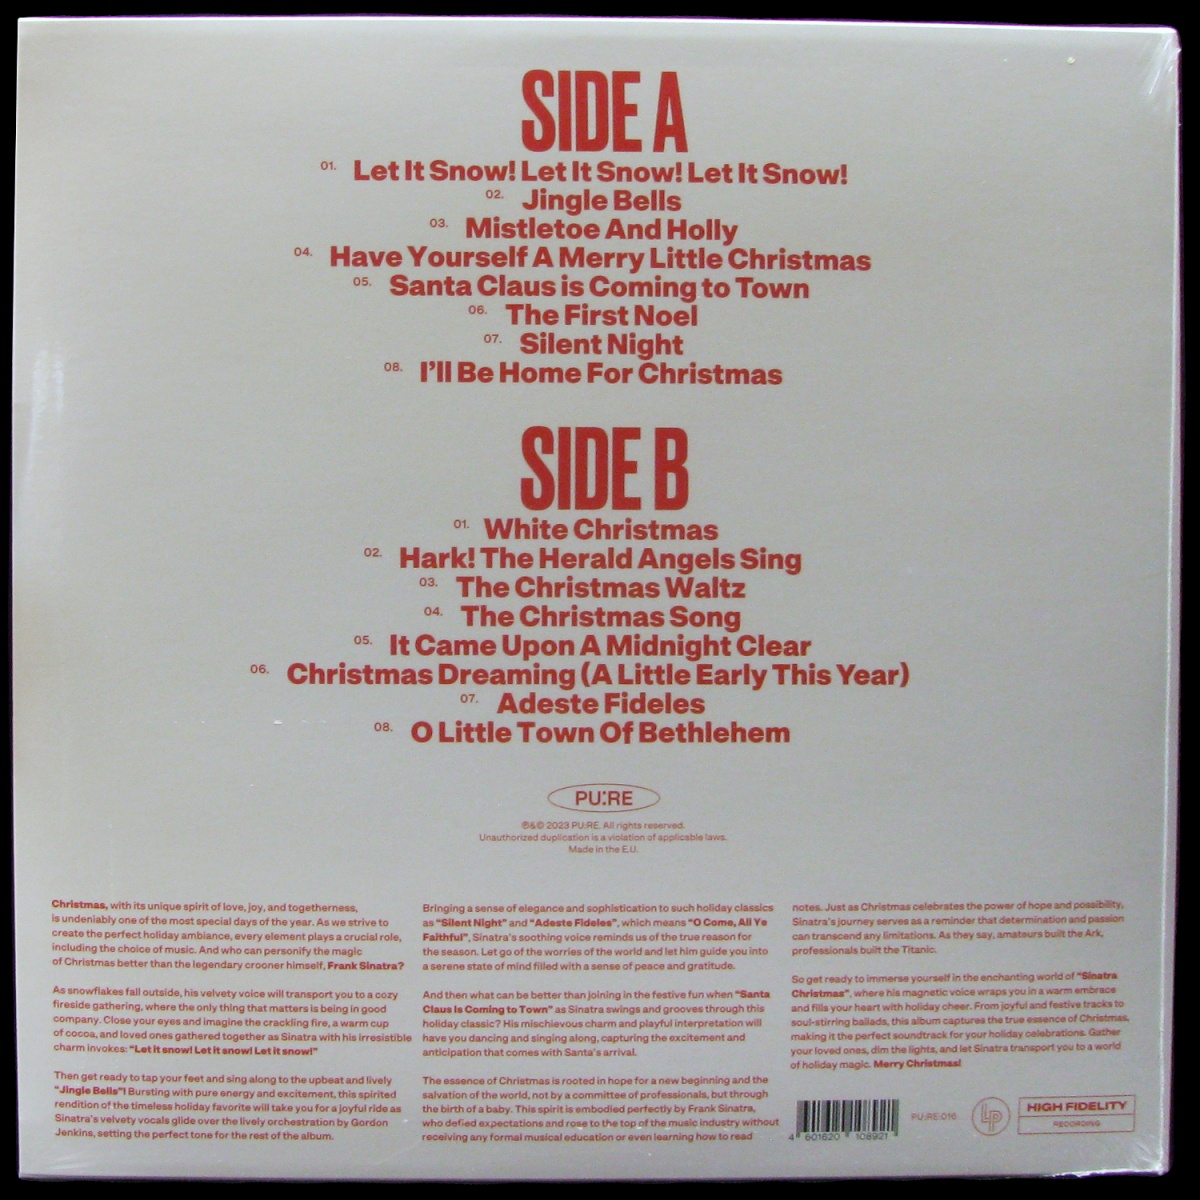 SIDE A
01. Let It Snow! Let It Snow! Let It Snow!
02. Jingle Bells
03. Mistletoe And Holly
04. Have Yourself A Merry Little Christmas
05. Santa Claus is Coming to Town
06. The First Noel
07. Silent Night
08. I'll Be Home For Christmas
SIDE B
01. White Christmas
02. Hark! The Herald Angels Sing
03. The Christmas Waltz
04. The Christmas Song
05. It Came Upon A Midnight Clear
06. Christmas Dreaming (A Little Early This Year)
07. Adeste Fideles
08. O Little Town Of Bethlehem
PU:RE
℗&© 2023 PU:RE. All rights reserved.
Unauthorized duplication is a violation of applicable laws.
Made in the E.U.
Christmas, with its unique spirit of love, joy, and togetherness,
is undeniably one of the most special days of the year. As we strive to
create the perfect holiday ambiance, every element plays a crucial role,
including the choice of music. And who can personify the magic
of Christmas better than the legendary crooner himself, Frank Sinatra?
As snowflakes fall outside, his velvety voice will transport you to a cozy
fireside gathering, where the only thing that matters is being in good
company. Close your eyes and imagine the crackling fire, a warm cup
of cocoa, and loved ones gathered together as Sinatra with his irresistible
charm invokes: "Let it snow! Let it snow! Let it snow!"
Then get ready to tap your feet and sing along to the upbeat and lively
"Jingle Bells"! Bursting with pure energy and excitement, this spirited
rendition of the timeless holiday favorite will take you for a joyful ride as
Sinatra's velvety vocals glide over the lively orchestration by Gordon
Jenkins, setting the perfect tone for the rest of the album.
Bringing a sense of elegance and sophistication to such holiday classics
as "Silent Night" and "Adeste Fideles", which means "O Come, All Ye
Faithful", Sinatra's soothing voice reminds us of the true reason for
the season. Let go of the worries of the world and let him guide you into
a serene state of mind filled with a sense of peace and gratitude.
And then what can be better than joining in the festive fun when "Santa
Claus Is Coming to Town" as Sinatra swings and grooves through this
holiday classic? His mischievous charm and playful interpretation will
have you dancing and singing along, capturing the excitement and
anticipation that comes with Santa's arrival.
The essence of Christmas is rooted in hope for a new beginning and the
salvation of the world, not by a committee of professionals, but through
the birth of a baby. This spirit is embodied perfectly by Frank Sinatra,
who defied expectations and rose to the top of the music industry without
receiving any formal musical education or even learning how to read
notes. Just as Christmas celebrates the power of hope and possibility,
Sinatra's journey serves as a reminder that determination and passion
can transcend any limitations. As they say, amateurs built the Ark,
professionals built the Titanic.
So get ready to immerse yourself in the enchanting world of "Sinatra
Christmas", where his magnetic voice wraps you in a warm embrace
and fills your heart with holiday cheer. From joyful and festive tracks to
soul-stirring ballads, this album captures the true essence of Christmas,
making it the perfect soundtrack for your holiday celebrations. Gather
your loved ones, dim the lights, and let Sinatra transport you to a world
of holiday magic. Merry Christmas!
4 601620 108921
PU:RE-016
LP
HIGH FIDELITY
RECORDING